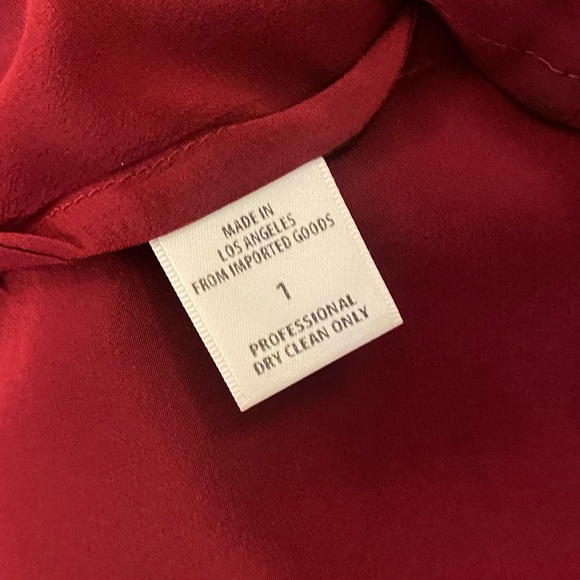 MADE IN
LOS ANGELES
FROM IMPORTED GOODS
1
PROFESSIONAL
DRY CLEAN ONLY